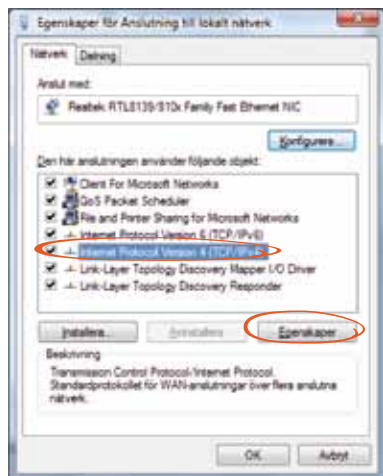 Egenskaper för Anslutning till lokalt nätverk
Nätverk Delning
Anslut med:
Realtek RTL8139/810x Family Fast Ethernet NIC
Konfigurera...
Den här anslutningen använder följande objekt:
Client For Microsoft Networks
QoS Packet Scheduler
File and Printer Sharing for Microsoft Networks
Internet Protocol Version 6 (TCP/IPv6)
Internet Protocol Version 4 (TCP/IPv4)
Link-Layer Topology Discovery Mapper I/O Driver
Link-Layer Topology Discovery Responder
Installera... Avinstallera Egenskaper
Beskrivning
Transmission Control Protocol/Internet Protocol.
Standardprotokollet för WAN-anslutningar över flera anslutna
nätverk.
OK Avbryt